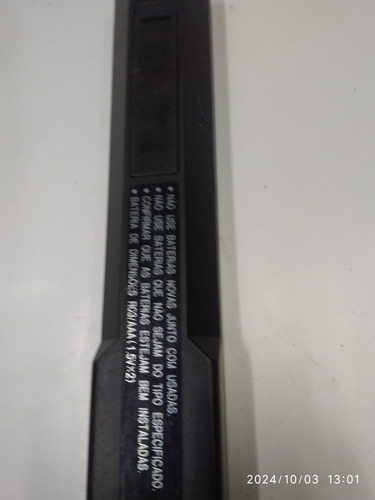 • NÃO USE BATERIAS NOVAS JUNTO COM USADAS.
• NÃO USE BATERIAS QUE NÃO SEJAM DO TIPO ESPECIFICADO.
• CONFIRMAR QUE AS BATERIAS ESTEJAM BEM INSTALADAS.
• BATERIA DE DIMENSÕES R03/AAA(1.5V×2)
2024/10/03 13:01